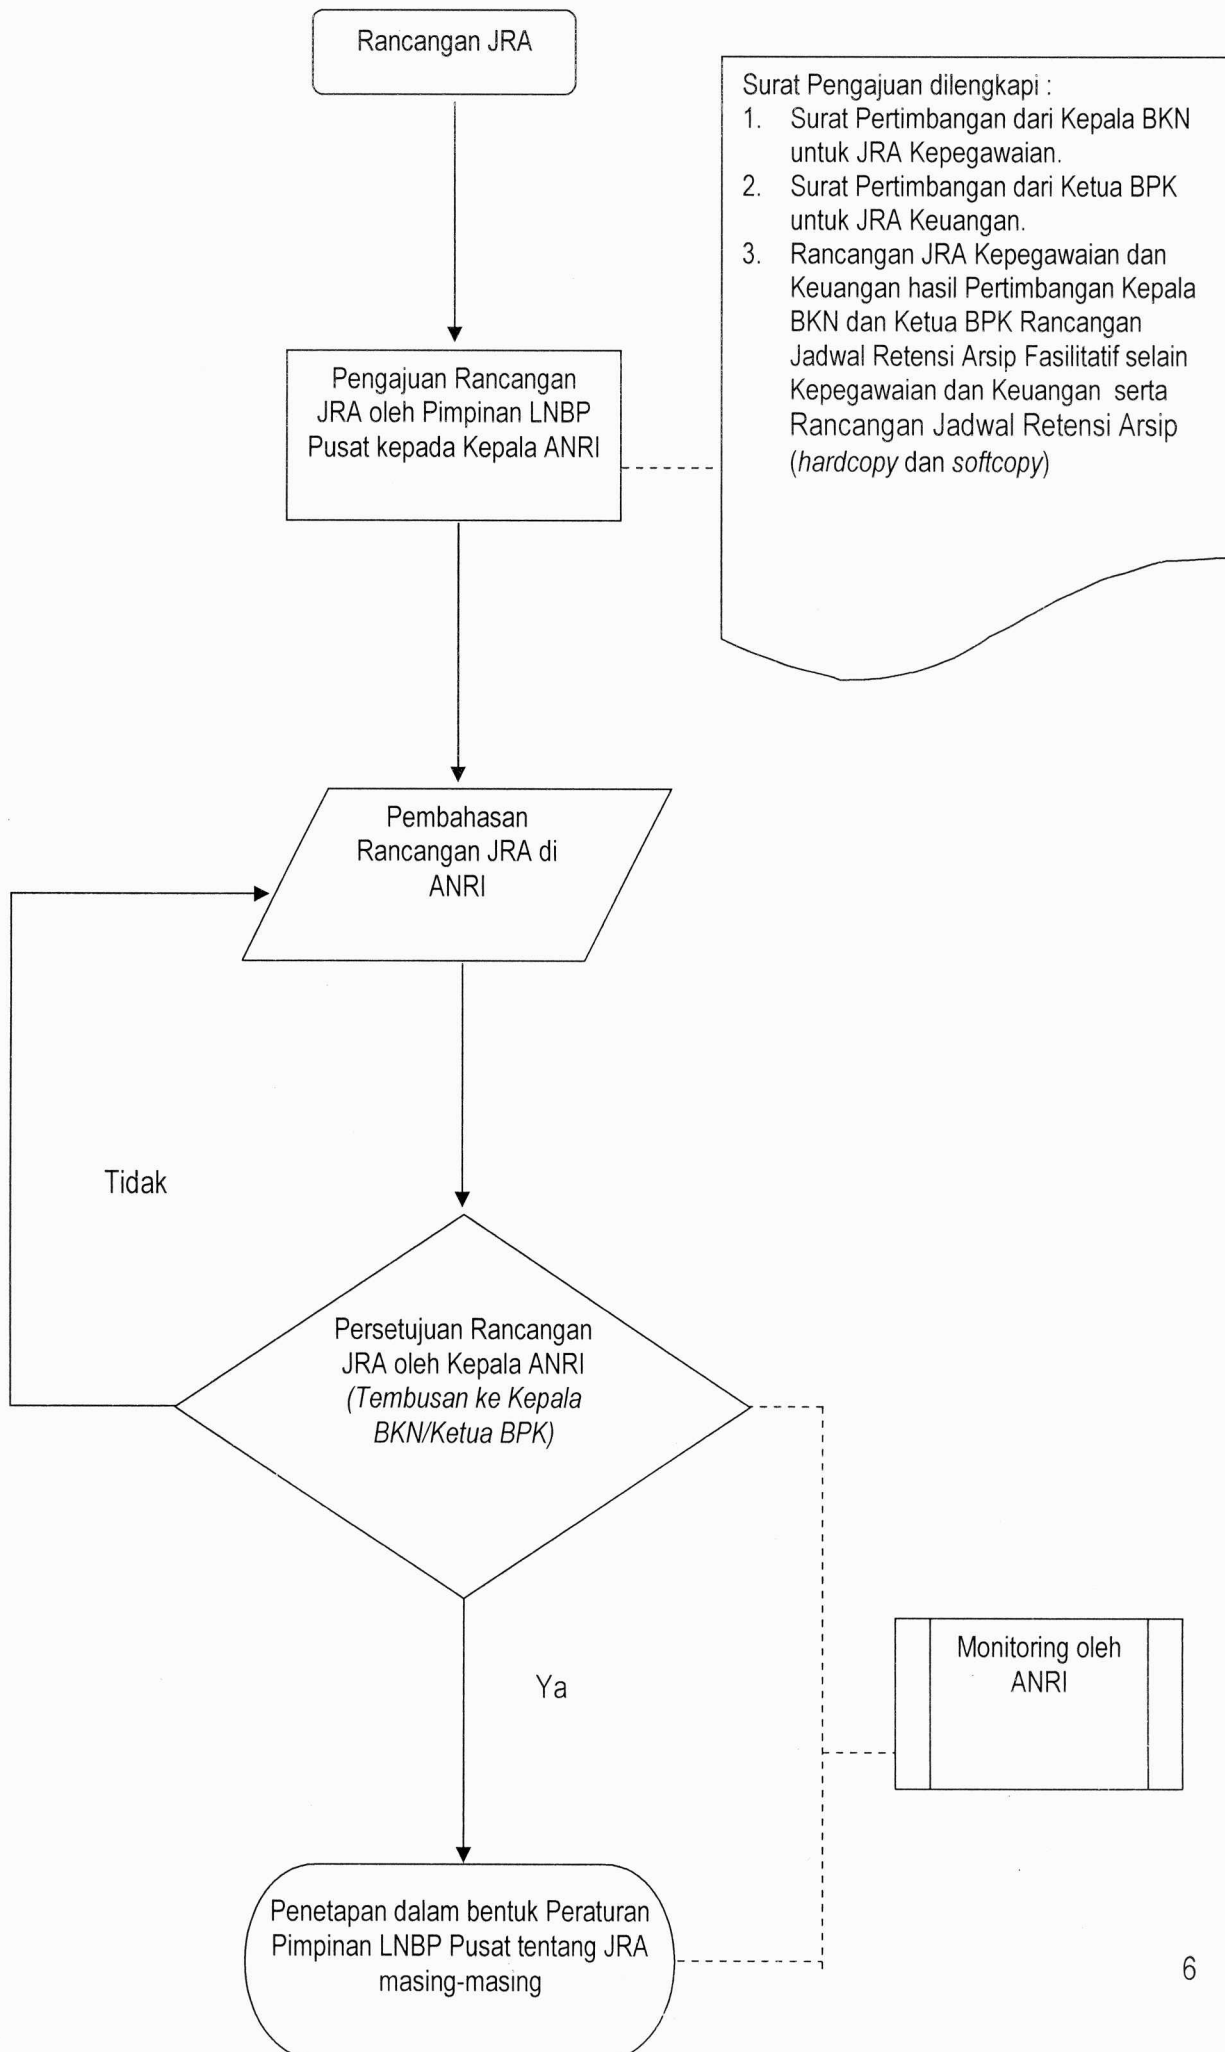 Rancangan JRA
Surat Pengajuan dilengkapi :
1. Surat Pertimbangan dari Kepala BKN
untuk JRA Kepegawaian.
2. Surat Pertimbangan dari Ketua BPK
untuk JRA Keuangan.
3. Rancangan JRA Kepegawaian dan
Keuangan hasil Pertimbangan Kepala
BKN dan Ketua BPK Rancangan
Jadwal Retensi Arsip Fasilitatif selain
Kepegawaian dan Keuangan serta
Rancangan Jadwal Retensi Arsip
(hardcopy dan softcopy)
Pengajuan Rancangan
JRA oleh Pimpinan LNBP
Pusat kepada Kepala ANRI
Pembahasan
Rancangan JRA di
ANRI
Tidak
Persetujuan Rancangan
JRA oleh Kepala ANRI
(Tembusan ke Kepala
BKN/Ketua BPK)
Ya
Monitoring oleh
ANRI
Penetapan dalam bentuk Peraturan
Pimpinan LNBP Pusat tentang JRA
masing-masing
6